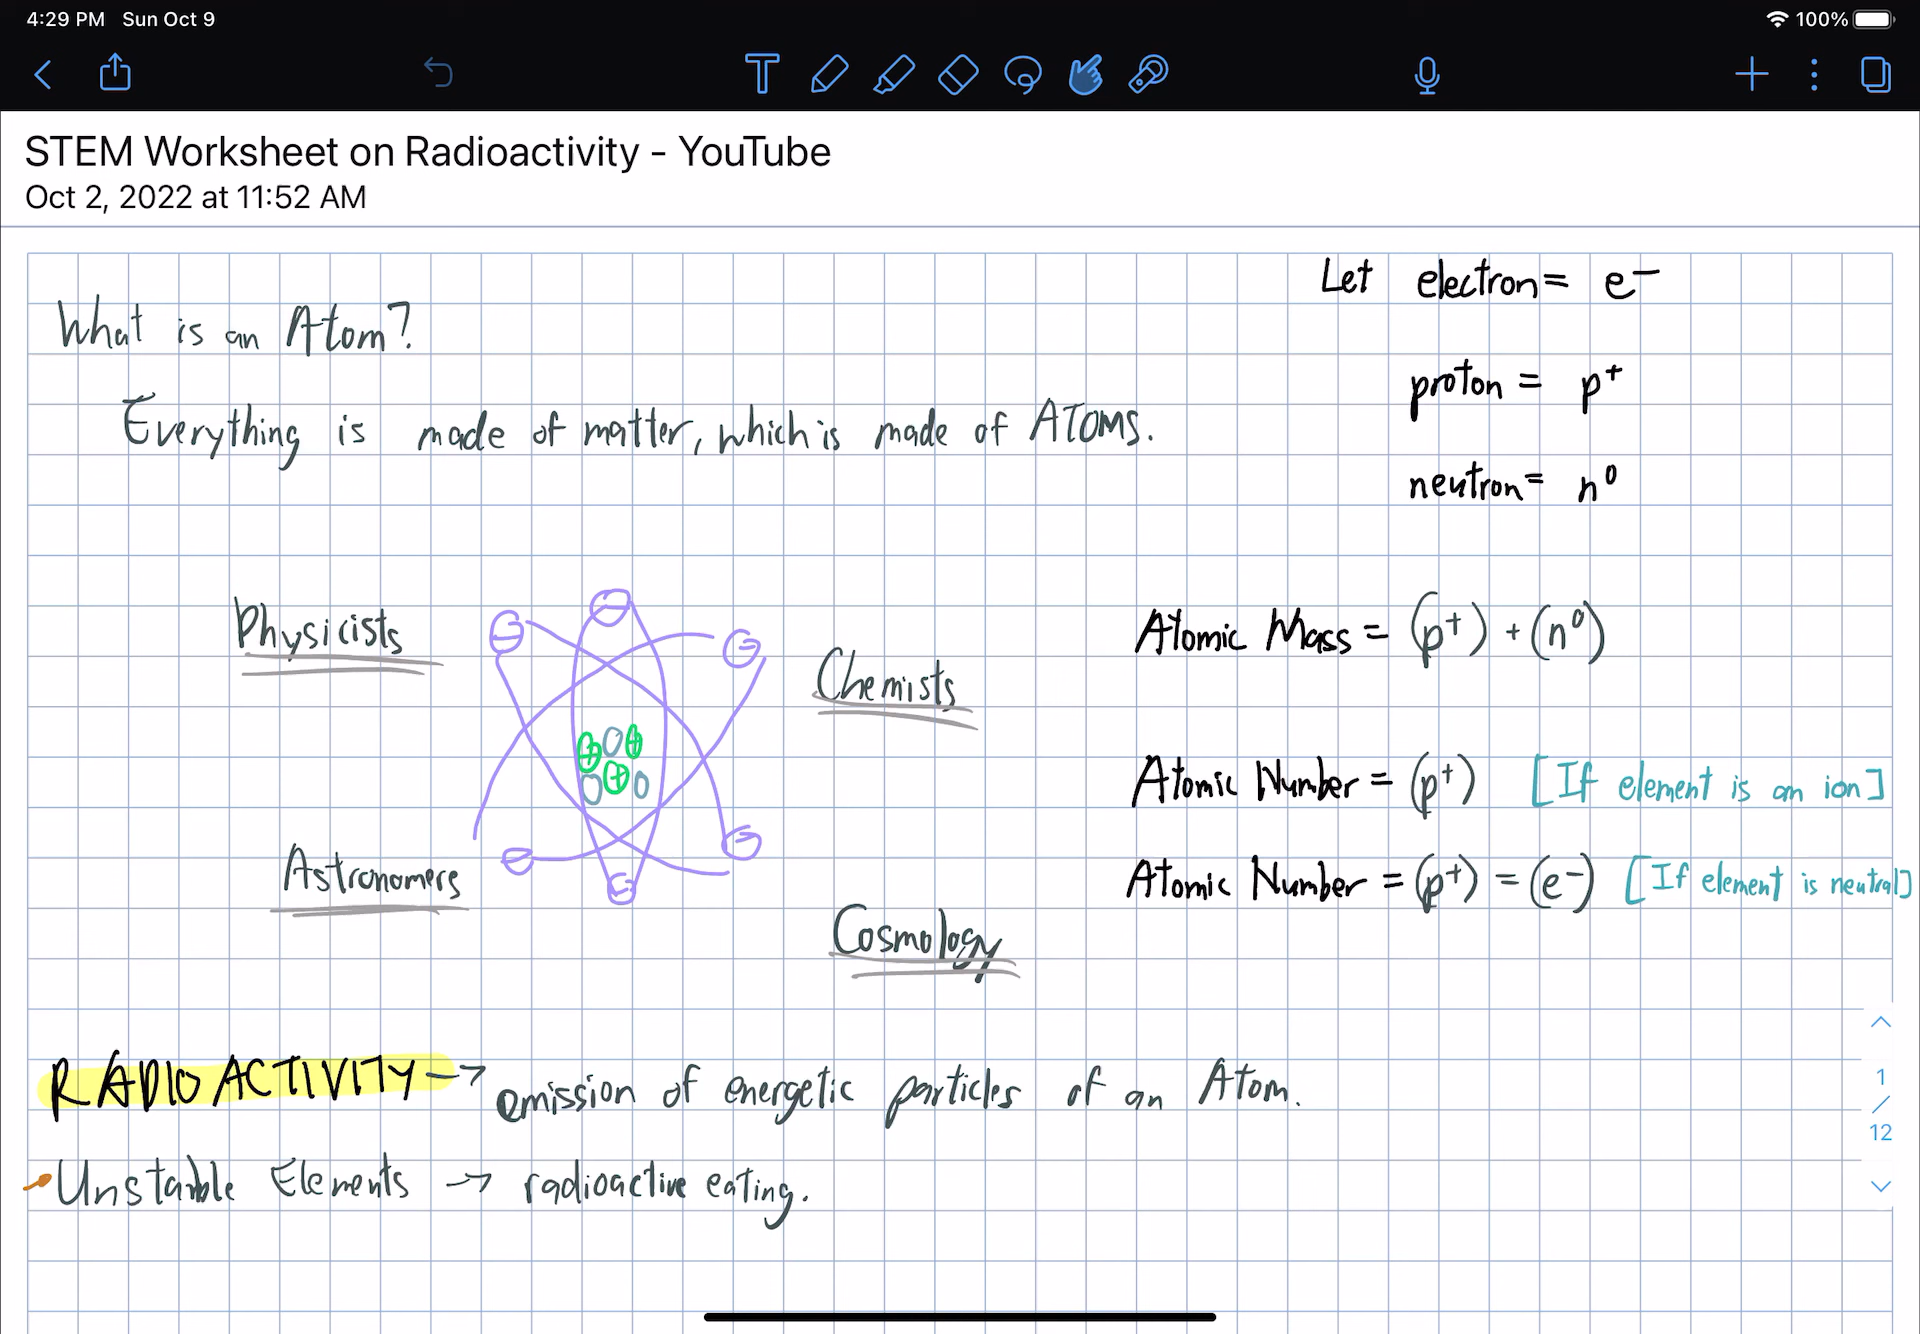 4:29 PM Sun Oct 9
100%
STEM Worksheet on Radioactivity - YouTube
Oct 2, 2022 at 11:52 AM
Let electron = e⁻
What is an Atom?
proton = p⁺
Everything is made of matter, which is made of ATOMS.
neutron = n⁰
Physicists
Chemists
Atomic Mass = (p⁺) + (n⁰)
Atomic Number = (p⁺) [If element is an ion]
Astronomers
Atomic Number = (p⁺) = (e⁻) [If element is neutral]
Cosmology
RADIOACTIVITY → emission of energetic particles of an Atom.
Unstable Elements → radioactive eating.
1
/
12